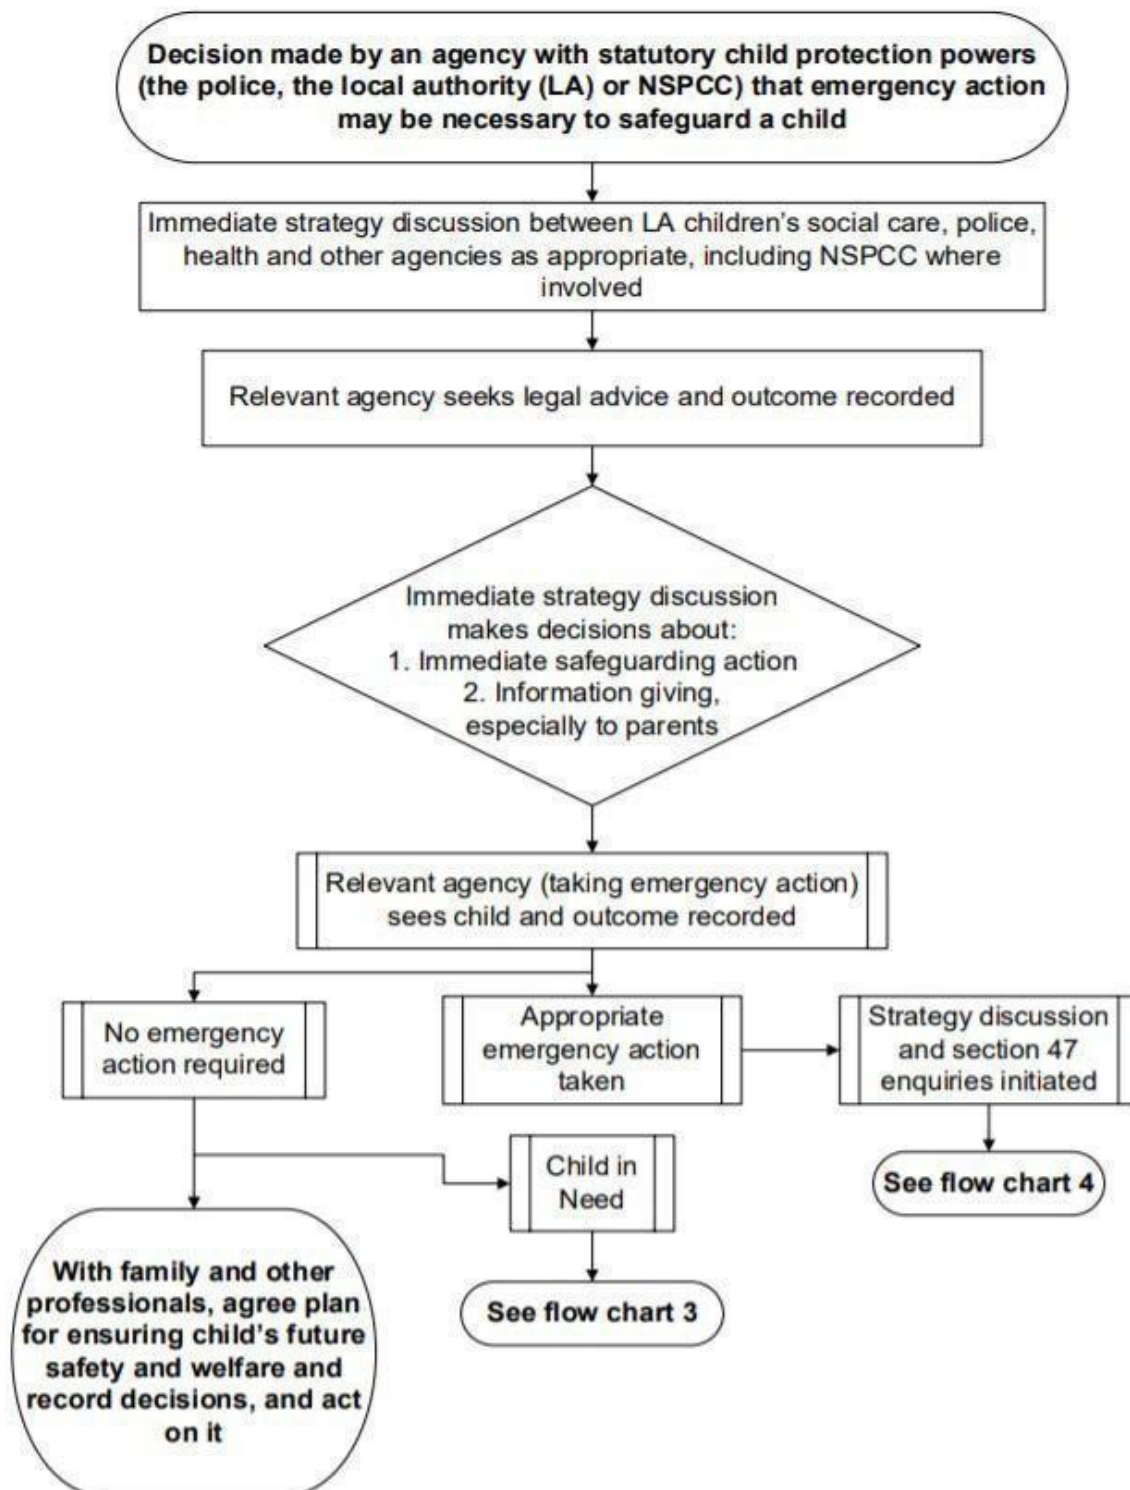 Decision made by an agency with statutory child protection powers
(the police, the local authority (LA) or NSPCC) that emergency action
may be necessary to safeguard a child
Immediate strategy discussion between LA children's social care, police,
health and other agencies as appropriate, including NSPCC where
involved
Relevant agency seeks legal advice and outcome recorded
Immediate strategy discussion
makes decisions about:
1. Immediate safeguarding action
2. Information giving,
especially to parents
Relevant agency (taking emergency action)
sees child and outcome recorded
No emergency
action required
Appropriate
emergency action
taken
Strategy discussion
and section 47
enquiries initiated
Child in
Need
See flow chart 4
With family and other
professionals, agree plan
for ensuring child's future
safety and welfare and
record decisions, and act
on it
See flow chart 3